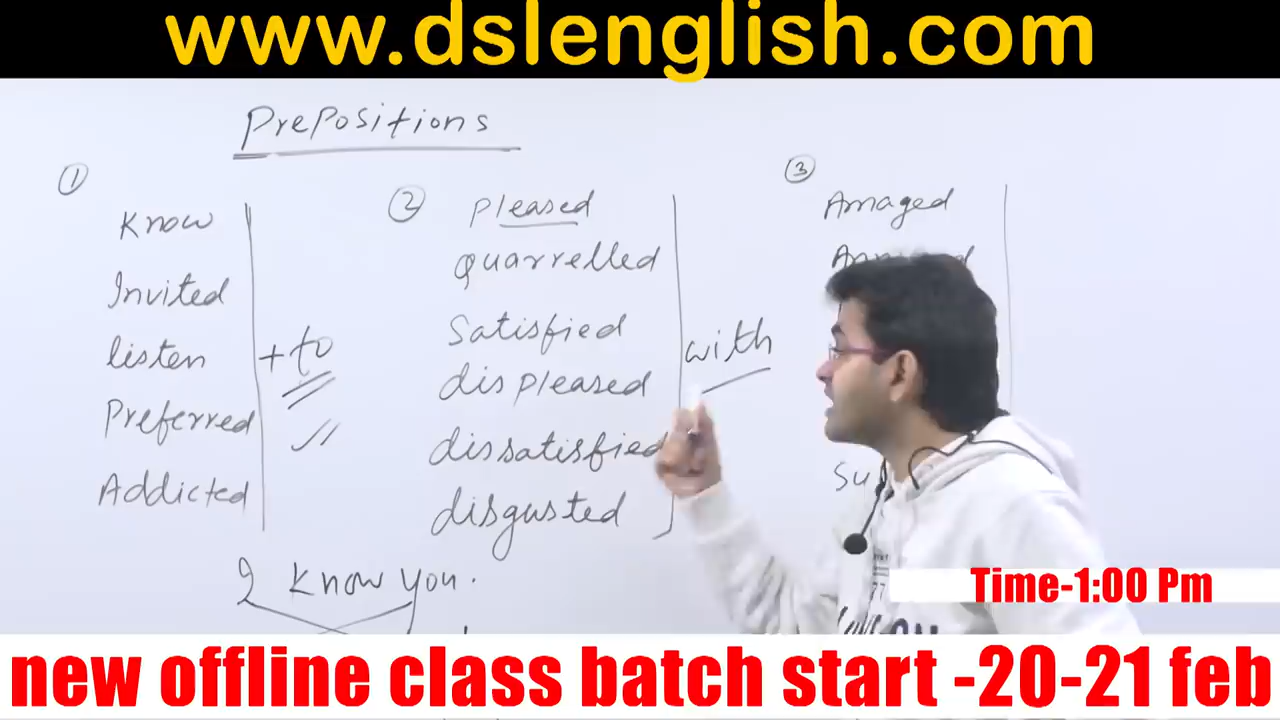 www.dslenglish.com
Prepositions
①
Know
Invited
listen
Preferred
Addicted
+ to
②
Pleased
Quarrelled
Satisfied
displeased
dissatisfied
disgusted
with
③
Amaged
Su
I know you.
Time-1:00 Pm
new offline class batch start -20-21 feb